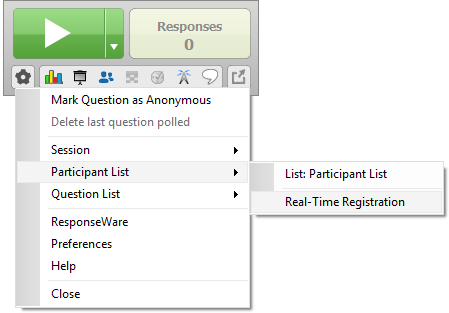 Responses
0
Mark Question as Anonymous
Delete last question polled
Session
Participant List
List: Participant List
Question List
Real-Time Registration
ResponseWare
Preferences
Help
Close